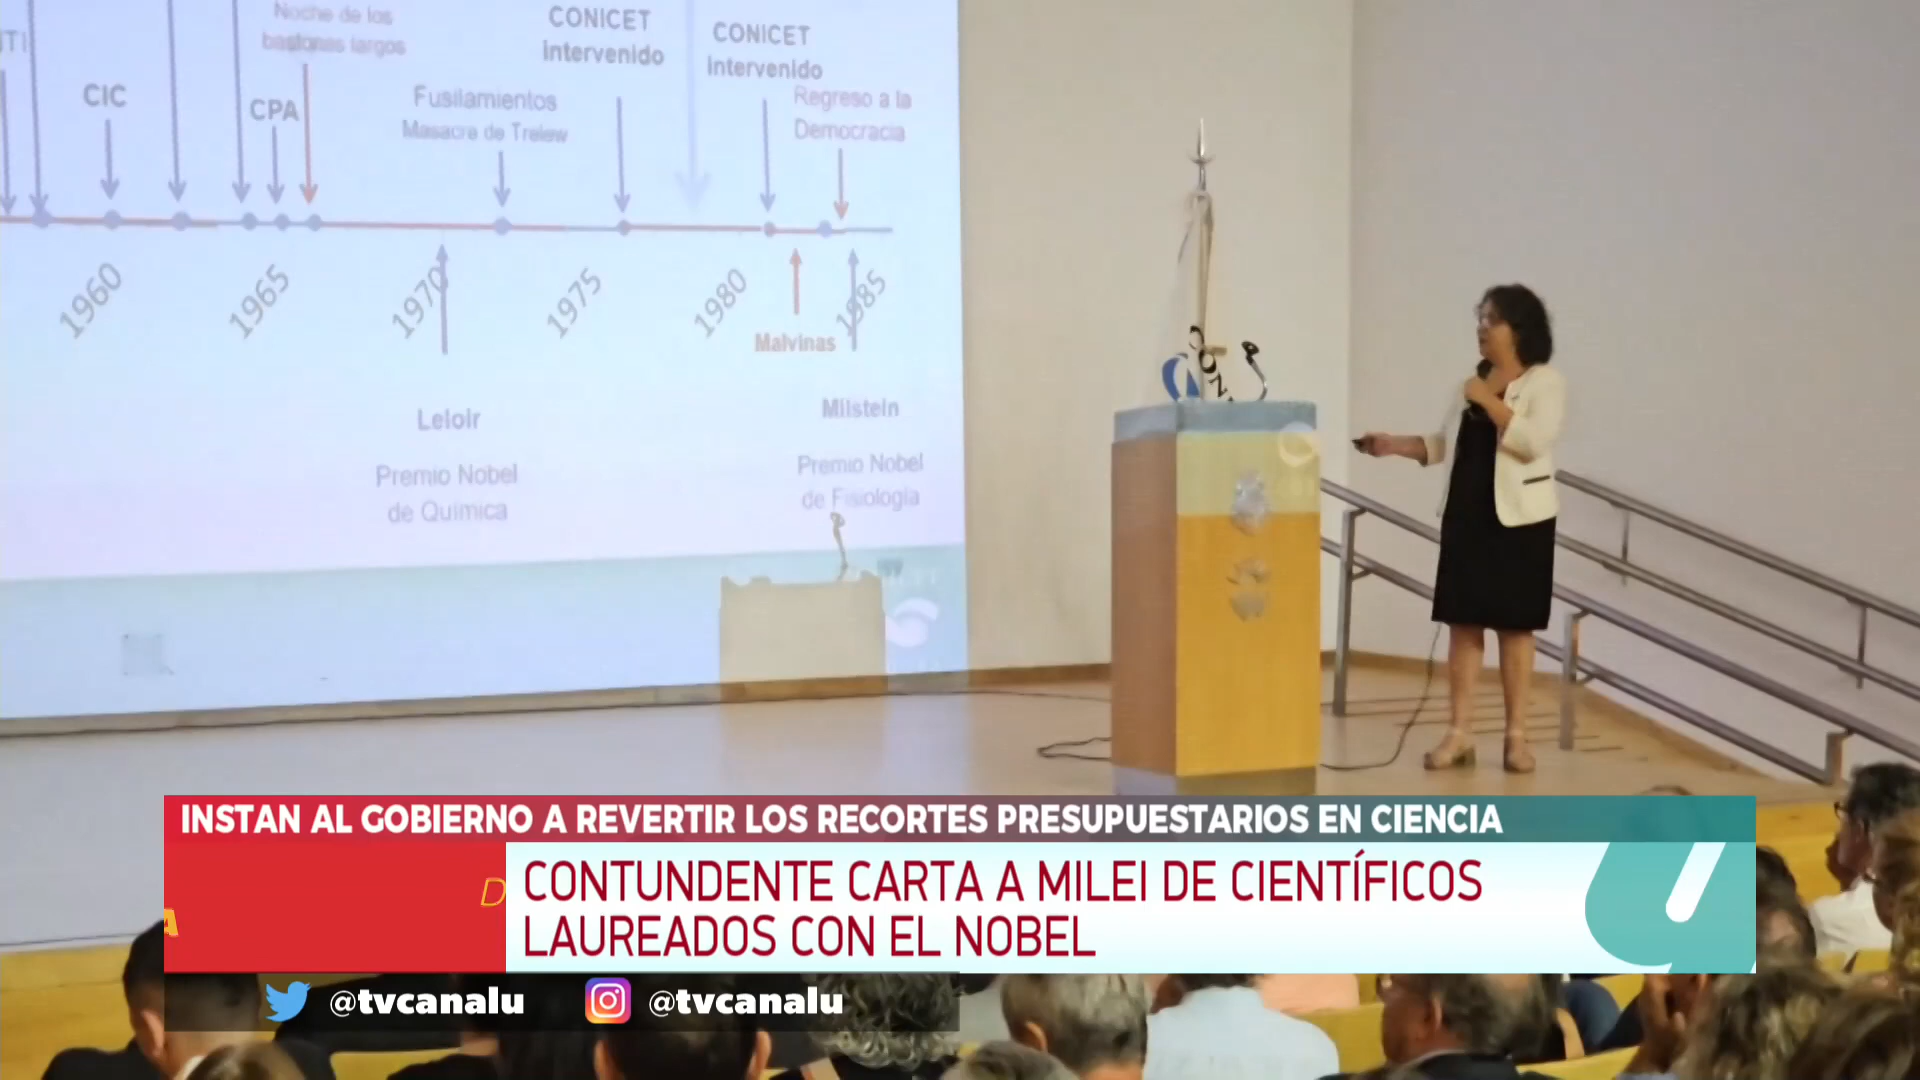 Noche de los
bastones largos
CIC
CPA
Fusilamientos
Masacre de Trelew
CONICET
intervenido
CONICET
intervenido
Regreso a la
Democracia
1960
1965
1970
1975
1980
1985
Malvinas
Leloir
Premio Nobel
de Química
Milstein
Premio Nobel
de Fisiología
INSTAN AL GOBIERNO A REVERTIR LOS RECORTES PRESUPUESTARIOS EN CIENCIA
CONTUNDENTE CARTA A MILEI DE CIENTÍFICOS
LAUREADOS CON EL NOBEL
@tvcanalu
@tvcanalu